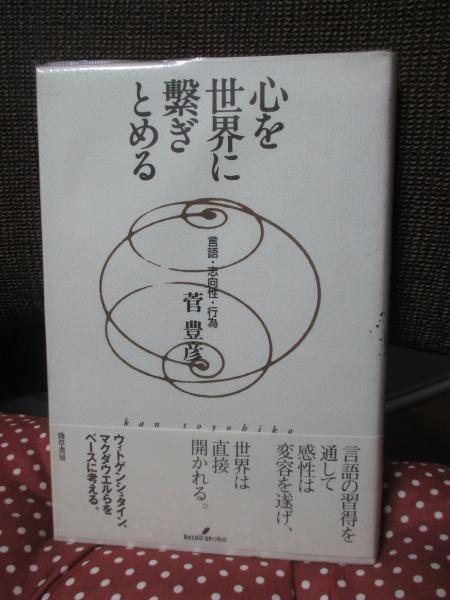 心を
世界に
繋ぎ
とめる
言語・志向性・行為
菅 豊彦
kan toyohiko
言語の習得を
通して
感性は
変容を遂げ、
世界は
直接
開かれる。
ウィトゲンシュタイン、
マクダウエルらを
ベースに考える。
勁草書房
keiso shobo